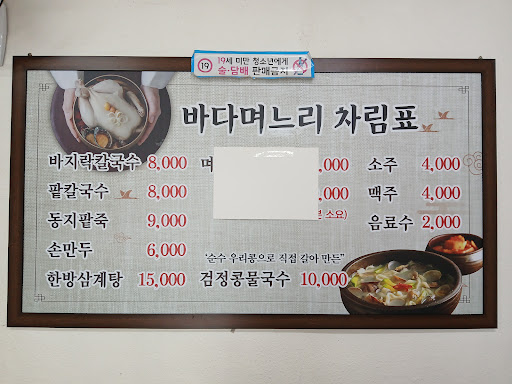 19
19세 미만 청소년에게
술·담배 판매금지
바다며느리 차림표
바지락칼국수 8,000
팥칼국수 8,000
동지팥죽 9,000
손만두 6,000
한방삼계탕 15,000
,000
,000
소요)
"순수 우리콩으로 직접 갈아 만든"
검정콩물국수 10,000
소주 4,000
맥주 4,000
음료수 2,000